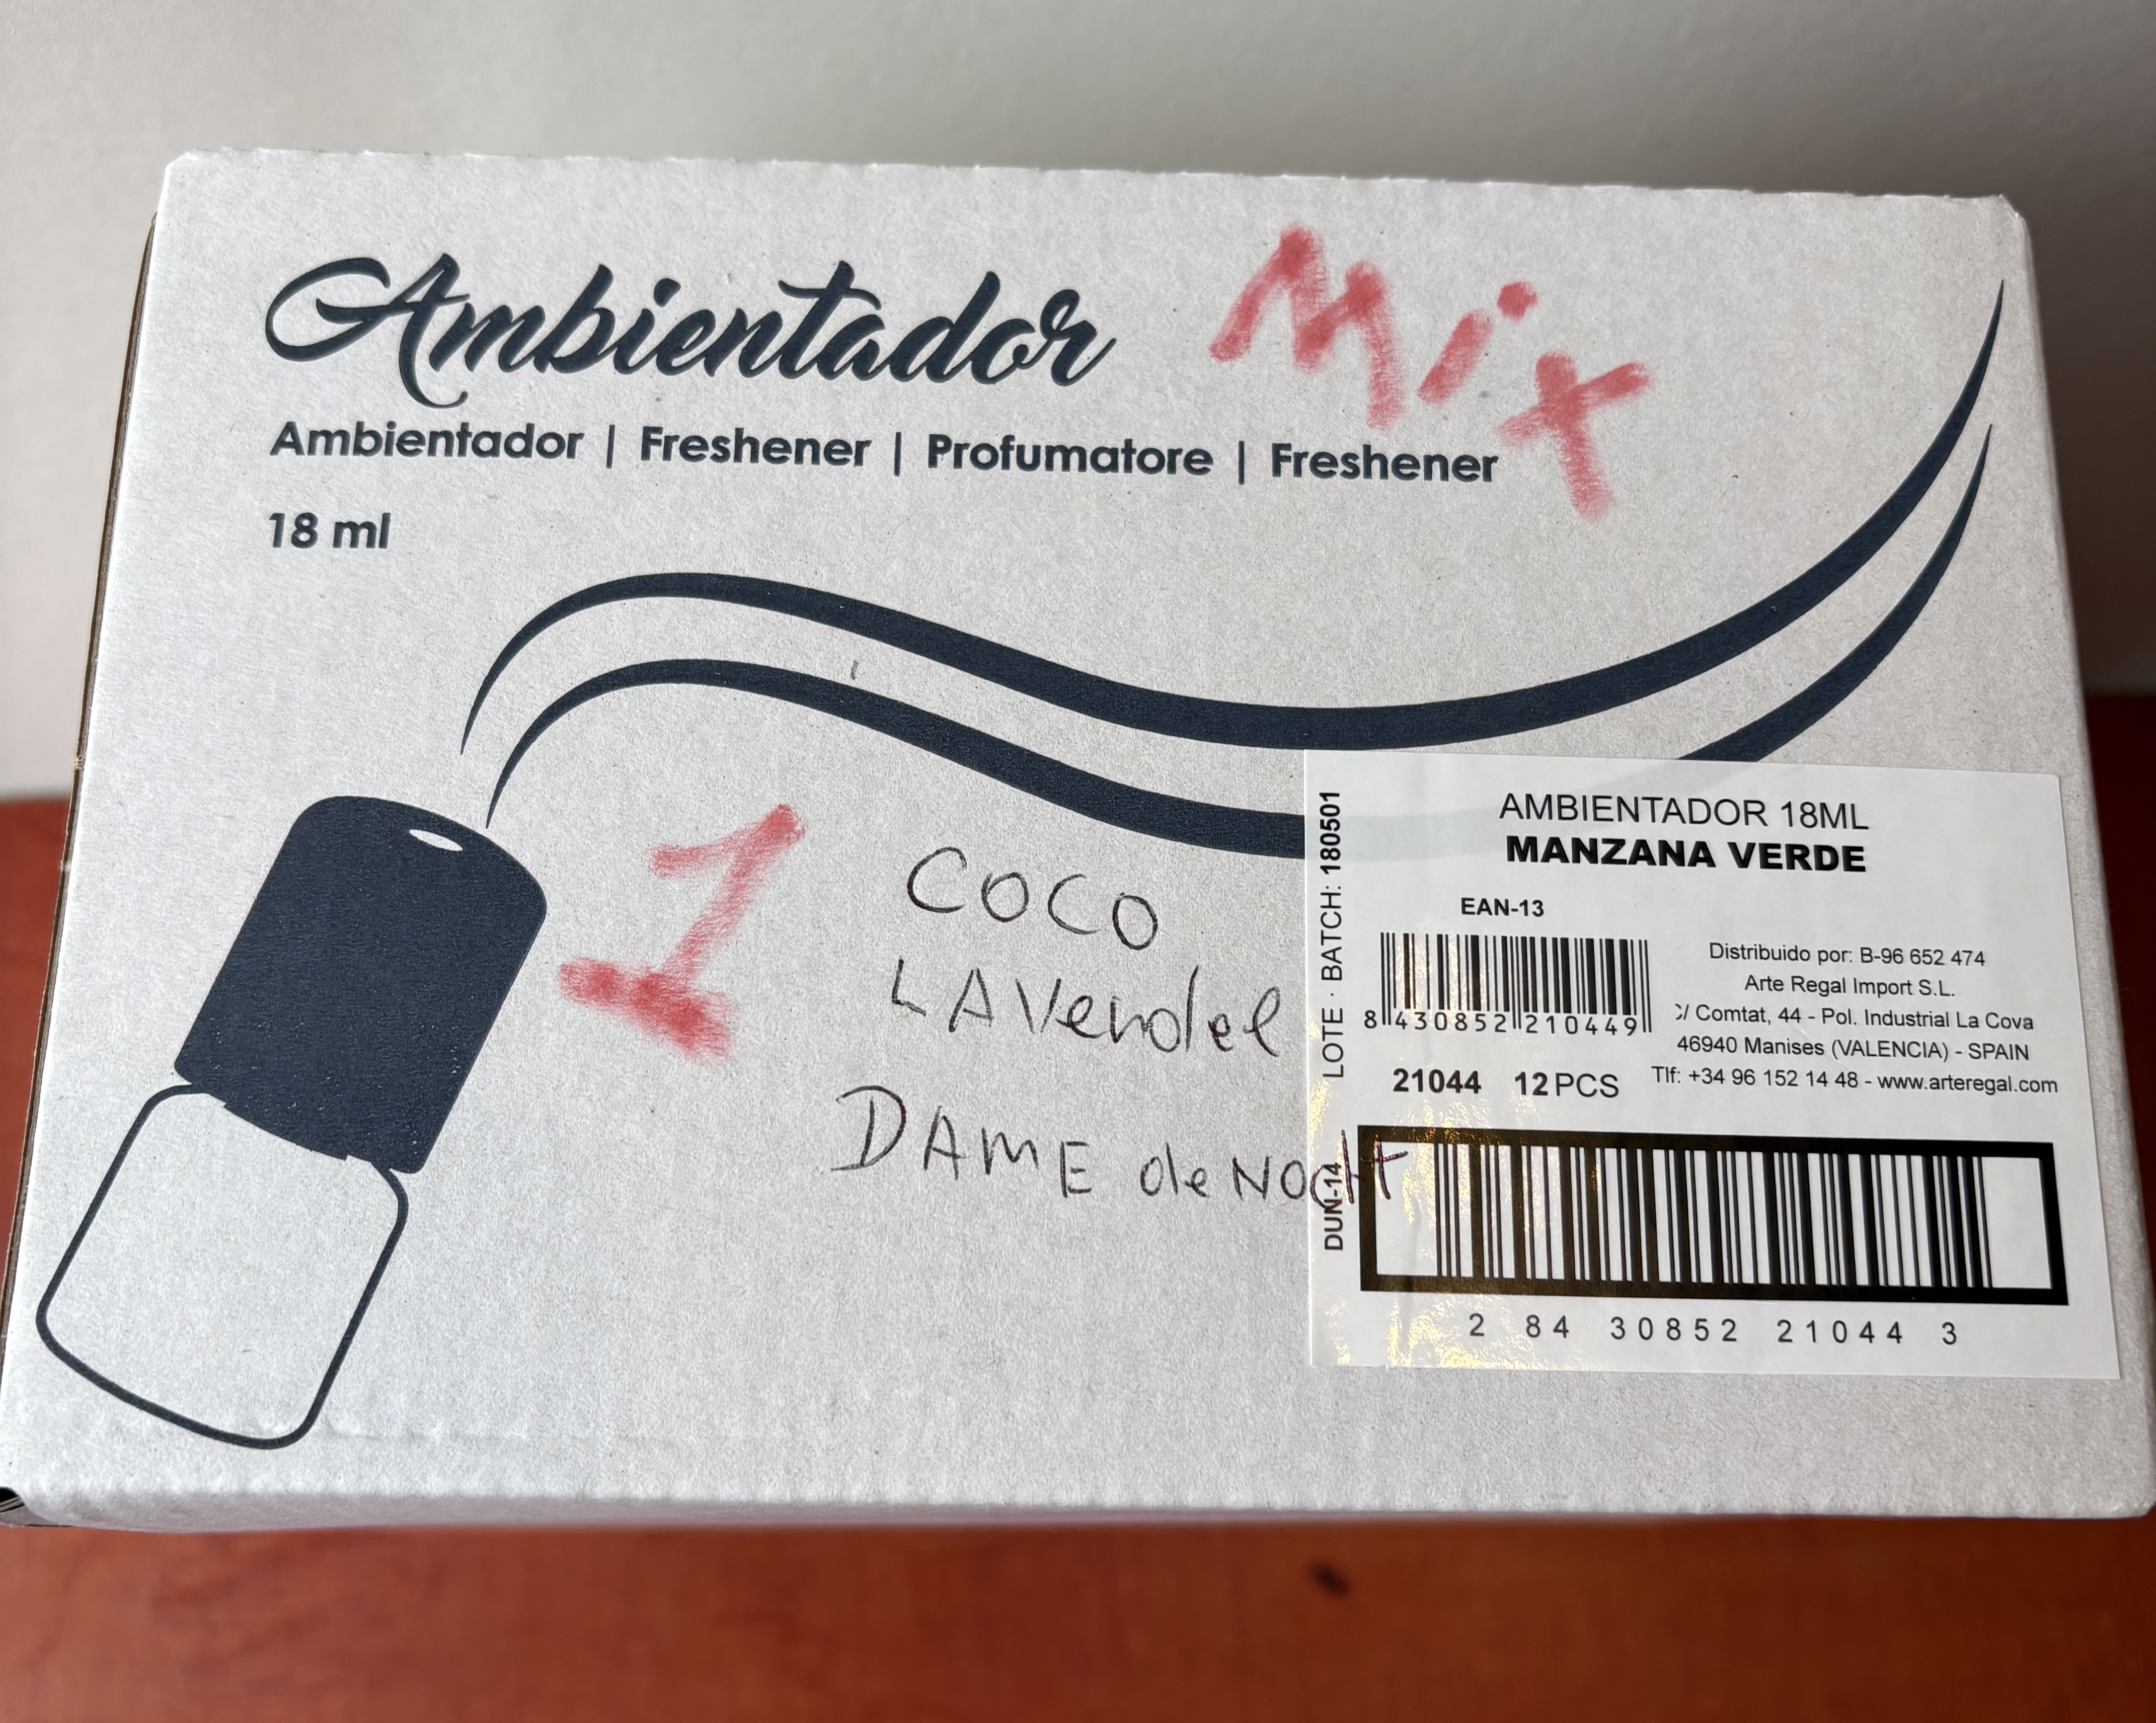 Ambientador
Mix
Ambientador | Freshener | Profumatore | Freshener
18 ml
1
COCO
LAVendel
DAME de NOCHT
LOTE · BATCH: 180501
AMBIENTADOR 18ML
MANZANA VERDE
EAN-13
8 430852 210449
21044 12 PCS
Distribuido por: B-96 652 474
Arte Regal Import S.L.
C/ Comtat, 44 - Pol. Industrial La Cova
46940 Manises (VALENCIA) - SPAIN
Tlf: +34 96 152 14 48 - www.arteregal.com
DUN-14
2 84 30852 21044 3